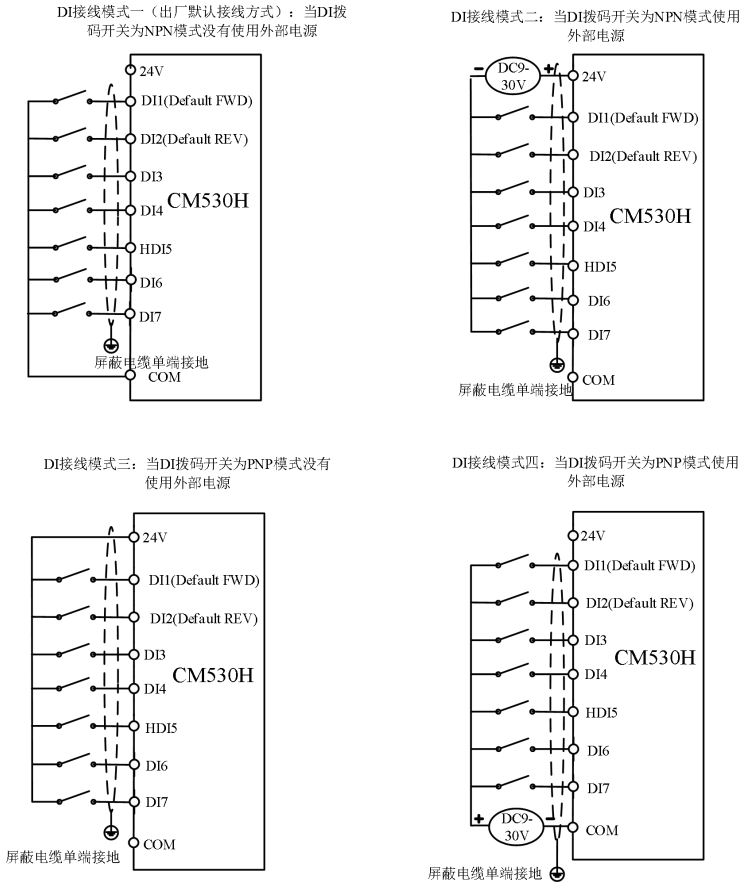 DI接线模式一（出厂默认接线方式）：当DI拨
码开关为NPN模式没有使用外部电源
24V
DI1(Default FWD)
DI2(Default REV)
DI3
CM530H
DI4
HDI5
DI6
DI7
屏蔽电缆单端接地
COM
DI接线模式二：当DI拨码开关为NPN模式使用
外部电源
- DC9- +
30V
24V
DI1(Default FWD)
DI2(Default REV)
DI3
CM530H
DI4
HDI5
DI6
DI7
屏蔽电缆单端接地
COM
DI接线模式三：当DI拨码开关为PNP模式没有
使用外部电源
24V
DI1(Default FWD)
DI2(Default REV)
DI3
CM530H
DI4
HDI5
DI6
DI7
COM
屏蔽电缆单端接地
DI接线模式四：当DI拨码开关为PNP模式使用
外部电源
24V
DI1(Default FWD)
DI2(Default REV)
DI3
CM530H
DI4
HDI5
DI6
DI7
+ DC9- -
30V
COM
屏蔽电缆单端接地